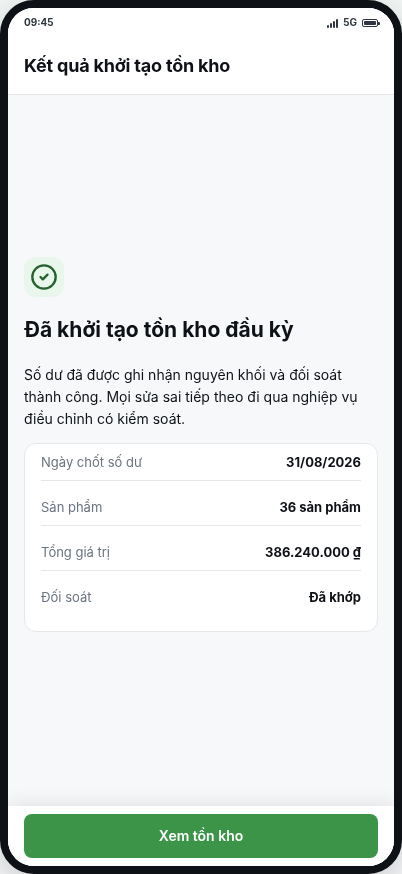 09:45
5G
Kết quả khởi tạo tồn kho
Đã khởi tạo tồn kho đầu kỳ
Số dư đã được ghi nhận nguyên khối và đối soát
thành công. Mọi sửa sai tiếp theo đi qua nghiệp vụ
điều chỉnh có kiểm soát.
Ngày chốt số dư 31/08/2026
Sản phẩm 36 sản phẩm
Tổng giá trị 386.240.000 ₫
Đối soát Đã khớp
Xem tồn kho